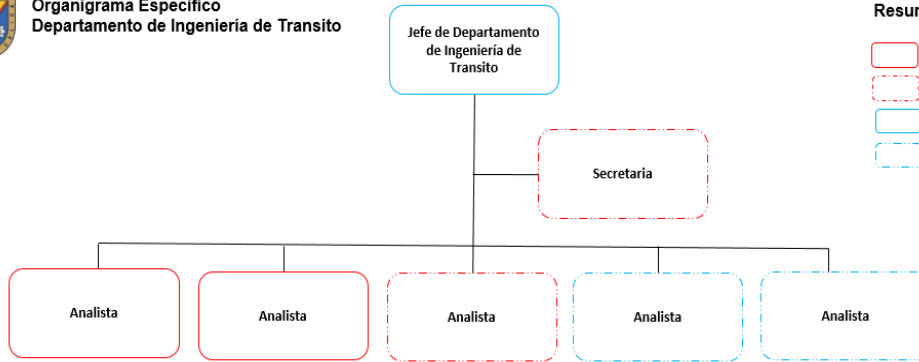 Organigrama Específico
Departamento de Ingeniería de Transito
Jefe de Departamento
de Ingeniería de
Transito
Secretaria
Analista
Analista
Analista
Analista
Analista